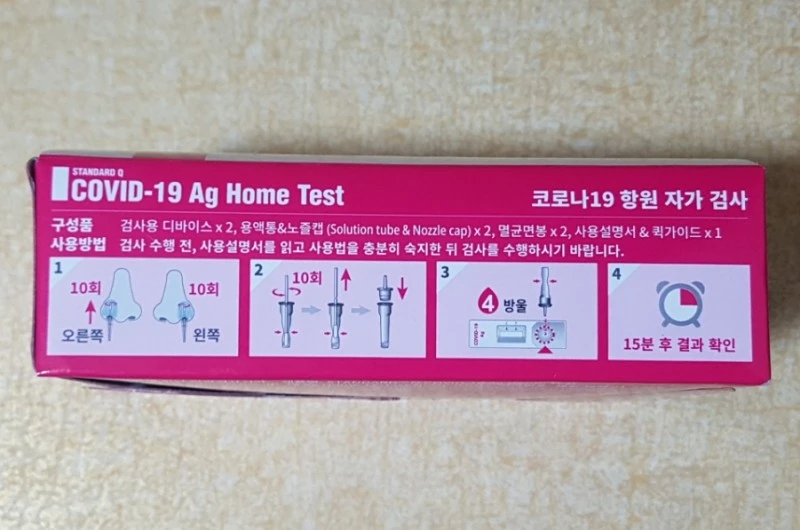 STANDARD Q
COVID-19 Ag Home Test
코로나19 항원 자가 검사
구성품 검사용 디바이스 x 2, 용액통&노즐캡 (Solution tube & Nozzle cap) x 2, 멸균면봉 x 2, 사용설명서 & 퀵가이드 x 1
사용방법 검사 수행 전, 사용설명서를 읽고 사용법을 충분히 숙지한 뒤 검사를 수행하시기 바랍니다.
1
10회
10회
오른쪽
왼쪽
2
10회
3
4 방울
4
15분 후 결과 확인